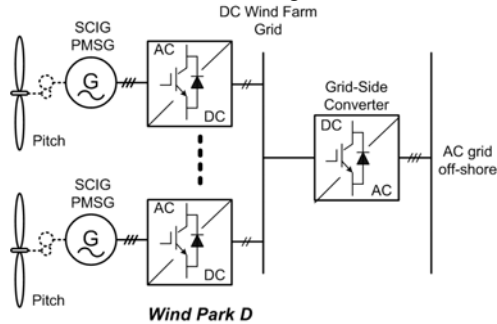 DC Wind Farm
Grid
SCIG
PMSG
G
AC
DC
Pitch
Grid-Side
Converter
DC
AC
AC grid
off-shore
SCIG
PMSG
G
AC
DC
Pitch
Wind Park D